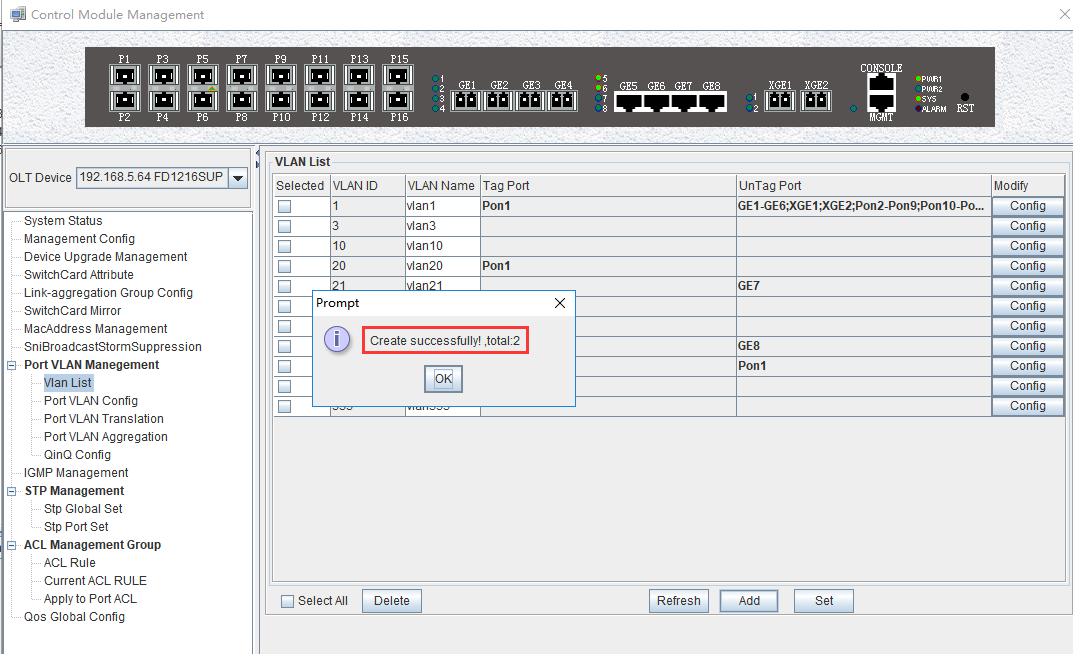 Control Module Management
P1 P3 P5 P7 P9 P11 P13 P15
P2 P4 P6 P8 P10 P12 P14 P16
1
2
3
4
GE1 GE2 GE3 GE4
5
6
7
8
GE5 GE6 GE7 GE8
1
2
XGE1 XGE2
CONSOLE
MGMT
PWR1
PWR2
SYS
ALARM
RST
OLT Device 192.168.5.64 FD1216SUP
System Status
Management Config
Device Upgrade Management
SwitchCard Attribute
Link-aggregation Group Config
SwitchCard Mirror
MacAddress Management
SniBroadcastStormSuppression
Port VLAN Manegement
Vlan List
Port VLAN Config
Port VLAN Translation
Port VLAN Aggregation
QinQ Config
IGMP Management
STP Management
Stp Global Set
Stp Port Set
ACL Management Group
ACL Rule
Current ACL RULE
Apply to Port ACL
Qos Global Config
VLAN List
Selected VLAN ID VLAN Name Tag Port UnTag Port Modify
1 vlan1 Pon1 GE1-GE6;XGE1;XGE2;Pon2-Pon9;Pon10-Po... Config
3 vlan3 Config
10 vlan10 Config
20 vlan20 Pon1 Config
21 vlan21 GE7 Config
Config
Config
GE8 Config
Pon1 Config
Config
Config
Prompt
Create successfully! ,total:2
OK
Select All Delete Refresh Add Set